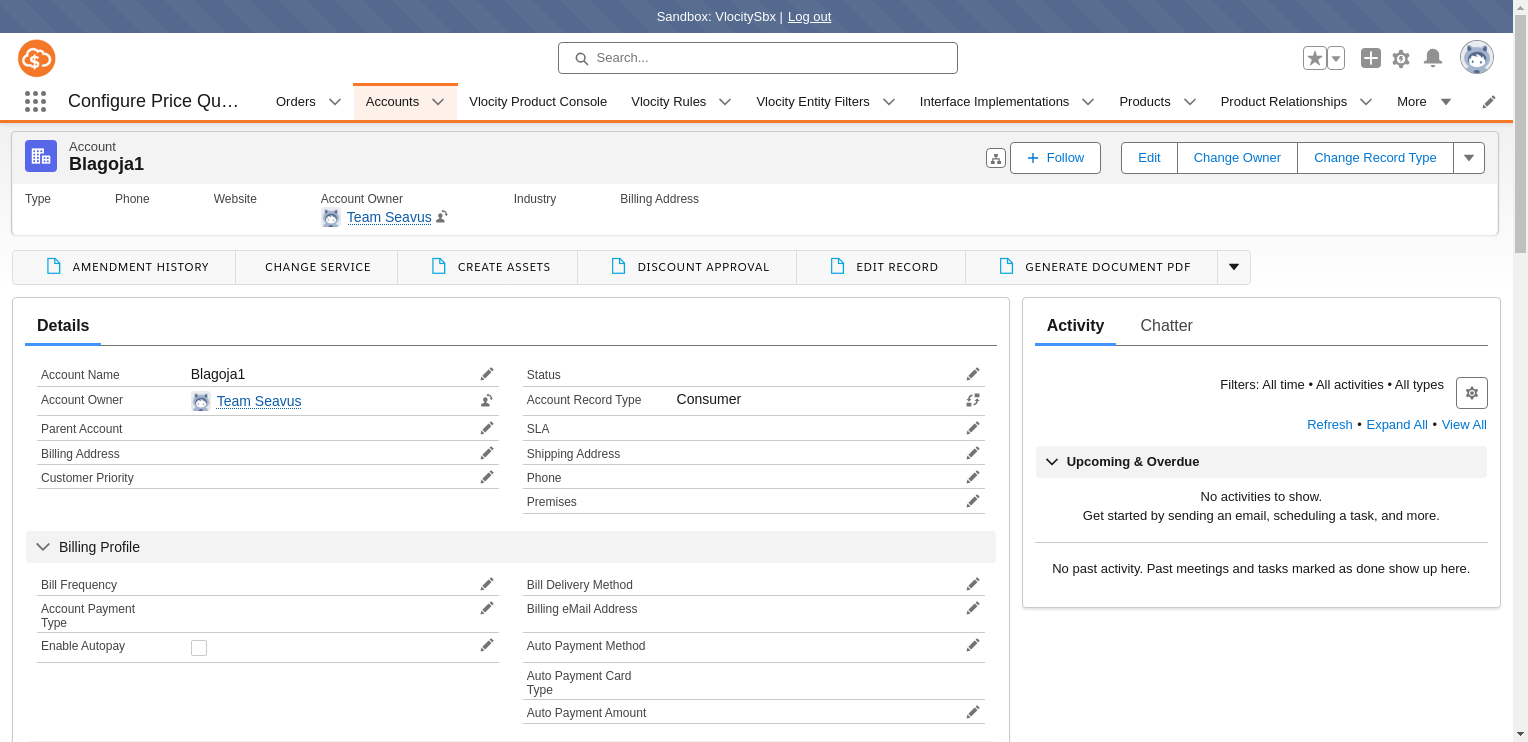 Sandbox: VlocitySbx | Log out
Search...
Configure Price Qu...
Orders
Accounts
Vlocity Product Console
Vlocity Rules
Vlocity Entity Filters
Interface Implementations
Products
Product Relationships
More
Account
Blagoja1
Follow
Edit
Change Owner
Change Record Type
Type
Phone
Website
Account Owner
Industry
Billing Address
Team Seavus
AMENDMENT HISTORY
CHANGE SERVICE
CREATE ASSETS
DISCOUNT APPROVAL
EDIT RECORD
GENERATE DOCUMENT PDF
Details
Account Name
Blagoja1
Status
Account Owner
Team Seavus
Account Record Type
Consumer
Parent Account
SLA
Billing Address
Shipping Address
Customer Priority
Phone
Premises
Billing Profile
Bill Frequency
Bill Delivery Method
Account Payment
Type
Billing eMail Address
Enable Autopay
Auto Payment Method
Auto Payment Card
Type
Auto Payment Amount
Activity
Chatter
Filters: All time • All activities • All types
Refresh • Expand All • View All
Upcoming & Overdue
No activities to show.
Get started by sending an email, scheduling a task, and more.
No past activity. Past meetings and tasks marked as done show up here.